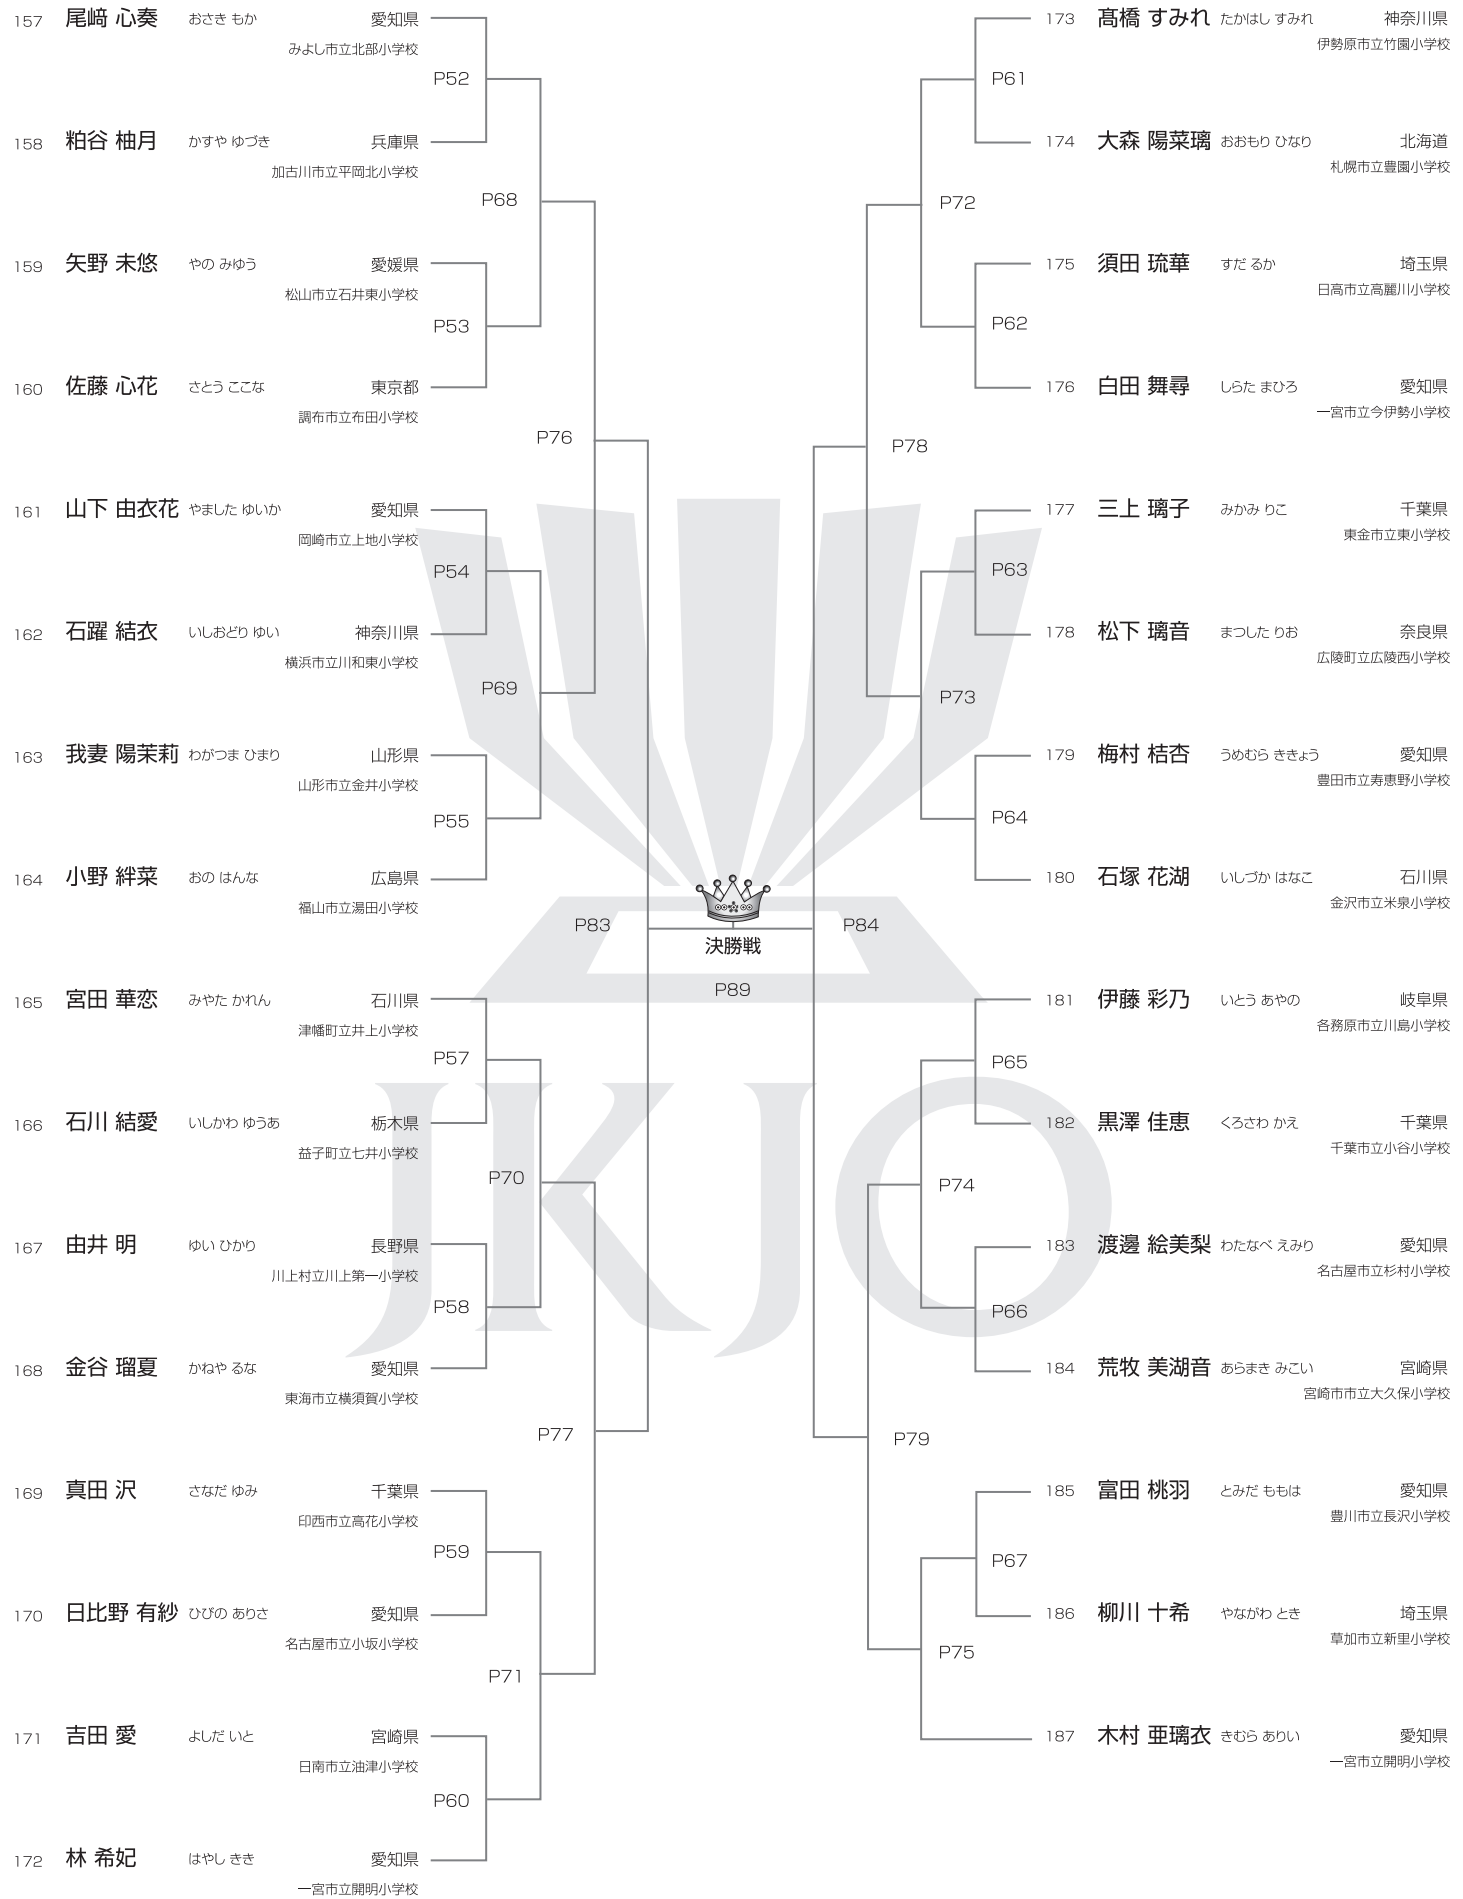 157 尾﨑 心奏 おさき もか 愛知県
みよし市立北部小学校
P52
158 粕谷 柚月 かすや ゆづき 兵庫県
加古川市立平岡北小学校
P68
159 矢野 未悠 やの みゆう 愛媛県
松山市立石井東小学校
P53
160 佐藤 心花 さとう ここな 東京都
調布市立布田小学校
P76
161 山下 由衣花 やました ゆいか 愛知県
岡崎市立上地小学校
P54
162 石躍 結衣 いしおどり ゆい 神奈川県
横浜市立川和東小学校
P69
163 我妻 陽茉莉 わがつま ひまり 山形県
山形市立金井小学校
P55
164 小野 絆菜 おの はんな 広島県
福山市立湯田小学校
P83
165 宮田 華恋 みやた かれん 石川県
津幡町立井上小学校
P57
166 石川 結愛 いしかわ ゆうあ 栃木県
益子町立七井小学校
P70
167 由井 明 ゆい ひかり 長野県
川上村立川上第一小学校
P58
168 金谷 瑠夏 かねや るな 愛知県
東海市立横須賀小学校
P77
169 真田 沢 さなだ ゆみ 千葉県
印西市立高花小学校
P59
170 日比野 有紗 ひびの ありさ 愛知県
名古屋市立小坂小学校
P71
171 吉田 愛 よしだ いと 宮崎県
日南市立油津小学校
P60
172 林 希妃 はやし きき 愛知県
一宮市立開明小学校
決勝戦
P89
JKJO
173 髙橋 すみれ たかはし すみれ 神奈川県
伊勢原市立竹園小学校
P61
174 大森 陽菜璃 おおもり ひなり 北海道
札幌市立豊園小学校
P72
175 須田 琉華 すだ るか 埼玉県
日高市立高麗川小学校
P62
176 白田 舞尋 しらた まひろ 愛知県
一宮市立今伊勢小学校
P78
177 三上 璃子 みかみ りこ 千葉県
東金市立東小学校
P63
178 松下 璃音 まつした りお 奈良県
広陵町立広陵西小学校
P73
179 梅村 桔杏 うめむら ききょう 愛知県
豊田市立寿恵野小学校
P64
180 石塚 花湖 いしづか はなこ 石川県
金沢市立米泉小学校
P84
181 伊藤 彩乃 いとう あやの 岐阜県
各務原市立川島小学校
P65
182 黒澤 佳恵 くろさわ かえ 千葉県
千葉市立小谷小学校
P74
183 渡邊 絵美梨 わたなべ えみり 愛知県
名古屋市立杉村小学校
P66
184 荒牧 美湖音 あらまき みこい 宮崎県
宮崎市市立大久保小学校
P79
185 富田 桃羽 とみだ ももは 愛知県
豊川市立長沢小学校
P67
186 柳川 十希 やながわ とき 埼玉県
草加市立新里小学校
P75
187 木村 亜璃衣 きむら ありい 愛知県
一宮市立開明小学校